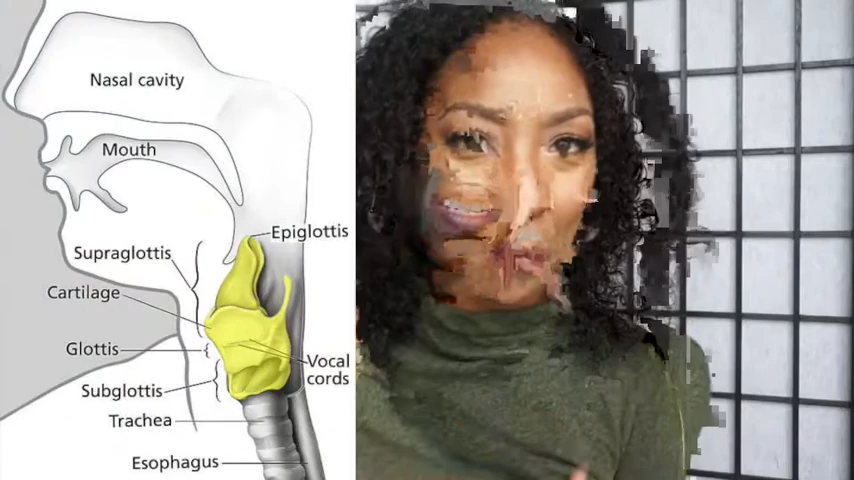 Nasal cavity
Mouth
Epiglottis
Supraglottis
Cartilage
Glottis
Vocal
cords
Subglottis
Trachea
Esophagus